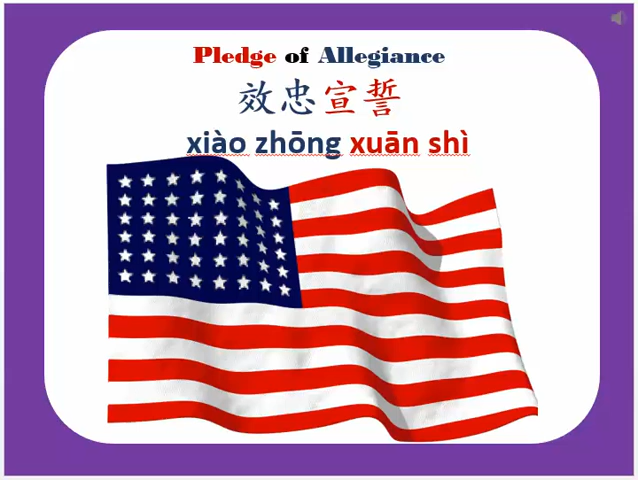 Pledge of Allegiance
效忠宣誓
xiào zhōng xuān shì